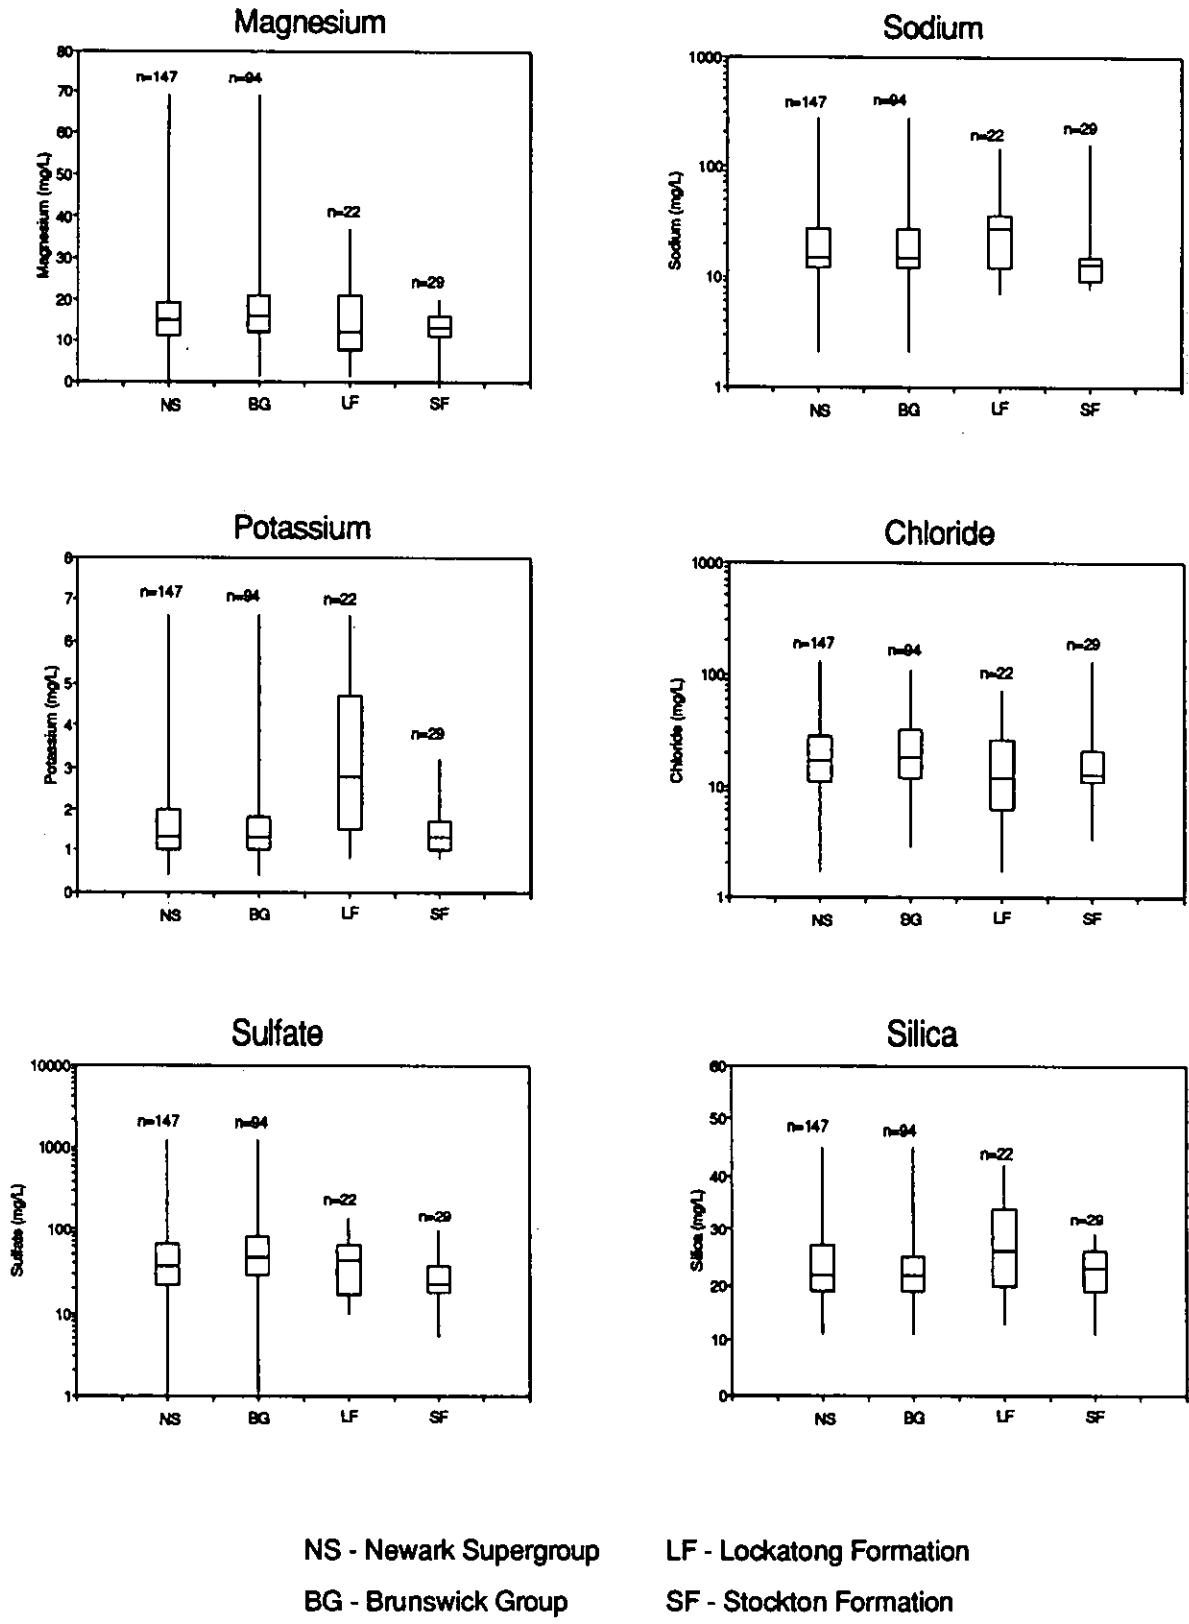 Magnesium
80
70
60
50
40
30
20
10
0
Magnesium (mg/L)
n=147
n=94
n=22
n=29
NS
BG
LF
SF
Sodium
1000
100
10
1
Sodium (mg/L)
n=147
n=94
n=22
n=29
NS
BG
LF
SF
Potassium
8
7
6
5
4
3
2
1
0
Potassium (mg/L)
n=147
n=94
n=22
n=29
NS
BG
LF
SF
Chloride
1000
100
10
1
Chloride (mg/L)
n=147
n=94
n=22
n=29
NS
BG
LF
SF
Sulfate
10000
1000
100
10
1
Sulfate (mg/L)
n=147
n=94
n=22
n=29
NS
BG
LF
SF
Silica
60
50
40
30
20
10
0
Silica (mg/L)
n=147
n=94
n=22
n=29
NS
BG
LF
SF
NS - Newark Supergroup
LF - Lockatong Formation
BG - Brunswick Group
SF - Stockton Formation